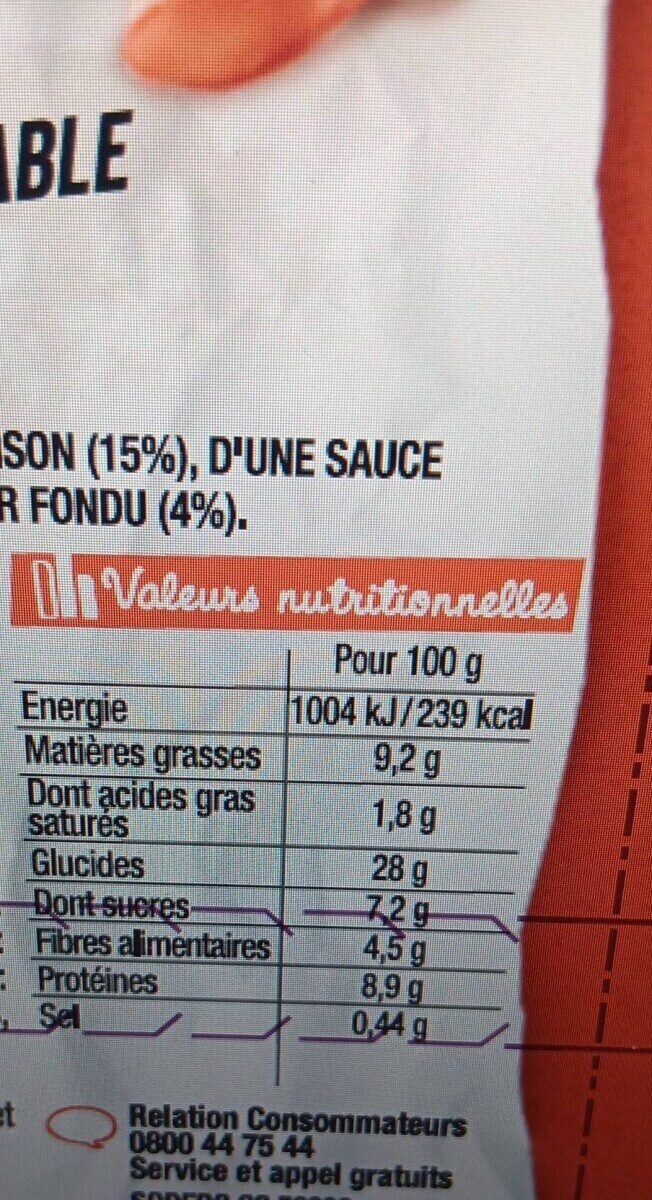 ABLE
SON (15%), D'UNE SAUCE
R FONDU (4%).
Valeurs nutritionnelles
Pour 100 g
Energie 1004 kJ/239 kcal
Matières grasses 9,2 g
Dont acides gras saturés 1,8 g
Glucides 28 g
Dont sucres 7,2 g
Fibres alimentaires 4,5 g
Protéines 8,9 g
Sel 0,44 g
et
Relation Consommateurs
0800 44 75 44
Service et appel gratuits